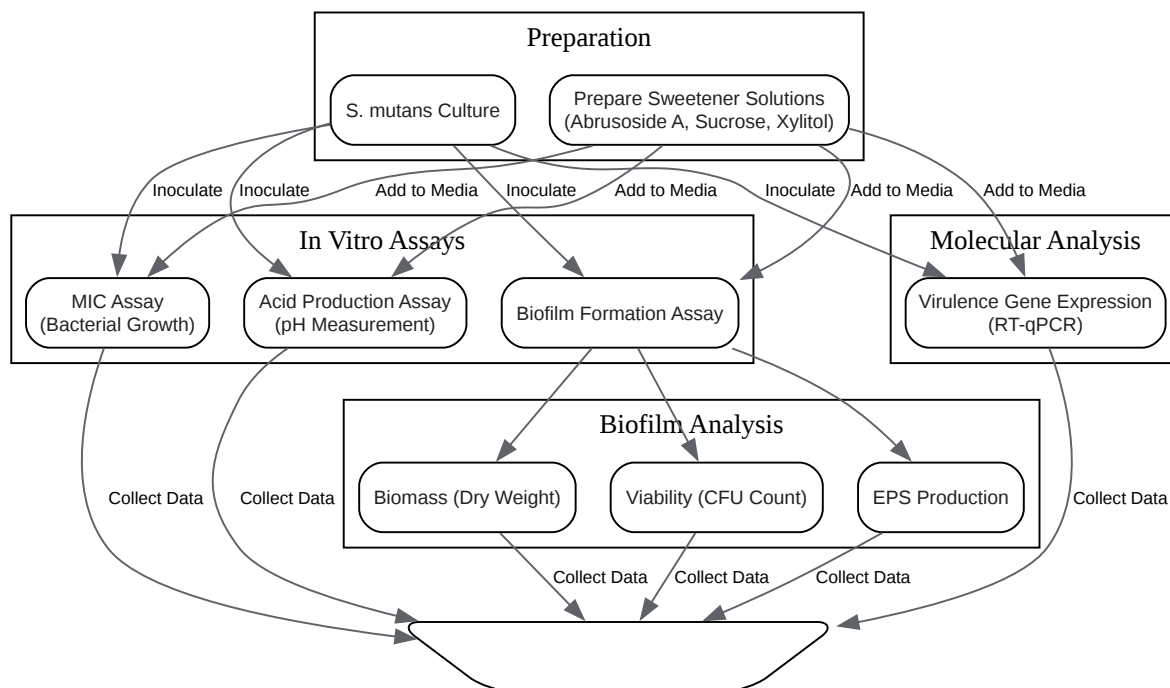 Preparation
S. mutans Culture
Prepare Sweetener Solutions
(Abrusoside A, Sucrose, Xylitol)
Inoculate
Inoculate
Add to Media
Inoculate
Add to Media
Inoculate
Add to Media
Add to Media
In Vitro Assays
Molecular Analysis
MIC Assay
(Bacterial Growth)
Acid Production Assay
(pH Measurement)
Biofilm Formation Assay
Virulence Gene Expression
(RT-qPCR)
Biofilm Analysis
Biomass (Dry Weight)
Viability (CFU Count)
EPS Production
Collect Data
Collect Data
Collect Data
Collect Data
Collect Data
Collect Data